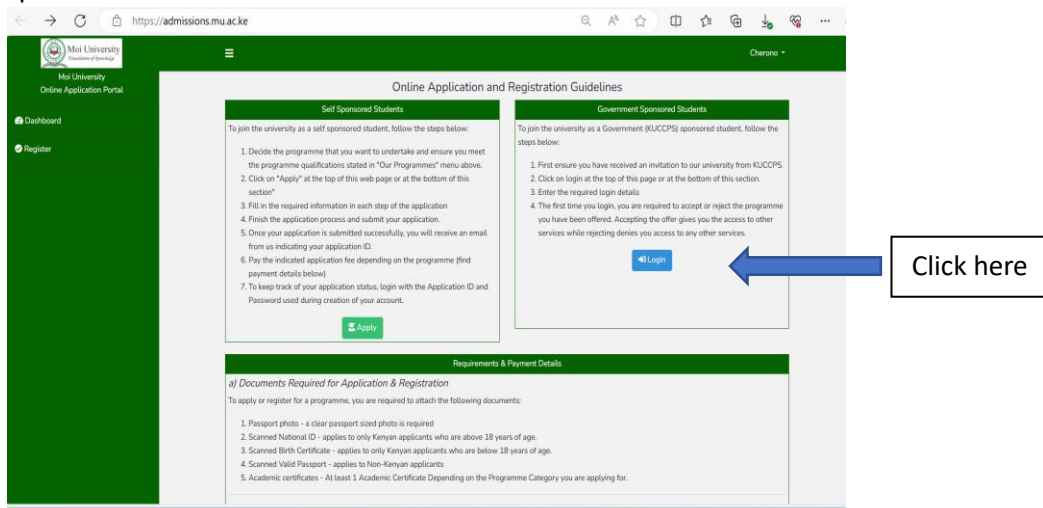 https://admissions.mu.ac.ke
Moi University
Foundation of Knowledge
Moi University
Online Application Portal
Dashboard
Register
Cherono
Online Application and Registration Guidelines
Self Sponsored Students
To join the university as a self sponsored student, follow the steps below:
1. Decide the programme that you want to undertake and ensure you meet
the programme qualifications stated in "Our Programmes" menu above.
2. Click on "Apply" at the top of this web page or at the bottom of this
section"
3. Fill in the required information in each step of the application
4. Finish the application process and submit your application.
5. Once your application is submitted successfully, you will receive an email
from us indicating your application ID.
6. Pay the indicated application fee depending on the programme (find
payment details below)
7. To keep track of your application status, login with the Application ID and
Password used during creation of your account.
Apply
Government Sponsored Students
To join the university as a Government (KUCCPS) sponsored student, follow the
steps below:
1. First ensure you have received an invitation to our university from KUCCPS.
2. Click on login at the top of this page or at the bottom of this section.
3. Enter the required login details
4. The first time you login, you are required to accept or reject the programme
you have been offered. Accepting the offer gives you the access to other
services while rejecting denies you access to any other services.
Login
Click here
Requirements & Payment Details
a) Documents Required for Application & Registration
To apply or register for a programme, you are required to attach the following documents:
1. Passport photo - a clear passport sized photo is required
2. Scanned National ID - applies to only Kenyan applicants who are above 18 years of age.
3. Scanned Birth Certificate - applies to only Kenyan applicants who are below 18 years of age.
4. Scanned Valid Passport - applies to Non-Kenyan applicants
5. Academic certificates - At least 1 Academic Certificate Depending on the Programme Category you are applying for.